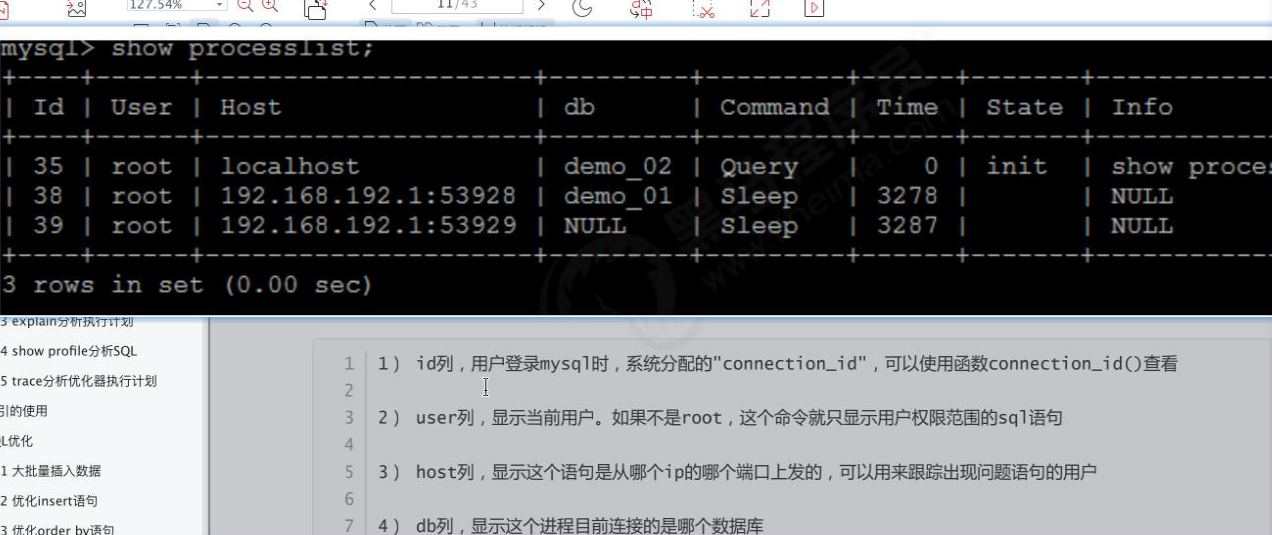 127.54%
11/43
mysql> show processlist;
| Id | User | Host | db | Command | Time | State | Info
| 35 | root | localhost | demo_02 | Query | 0 | init | show proces
| 38 | root | 192.168.192.1:53928 | demo_01 | Sleep | 3278 | | NULL
| 39 | root | 192.168.192.1:53929 | NULL | Sleep | 3287 | | NULL
3 rows in set (0.00 sec)
3 explain分析执行计划
4 show profile分析SQL
5 trace分析优化器执行计划
引的使用
L优化
1 大批量插入数据
2 优化insert语句
3 优化order by语句
1 1） id列，用户登录mysql时，系统分配的"connection_id"，可以使用函数connection_id()查看
2
3 2） user列，显示当前用户。如果不是root，这个命令就只显示用户权限范围的sql语句
4
5 3） host列，显示这个语句是从哪个ip的哪个端口上发的，可以用来跟踪出现问题语句的用户
6
7 4） db列，显示这个进程目前连接的是哪个数据库